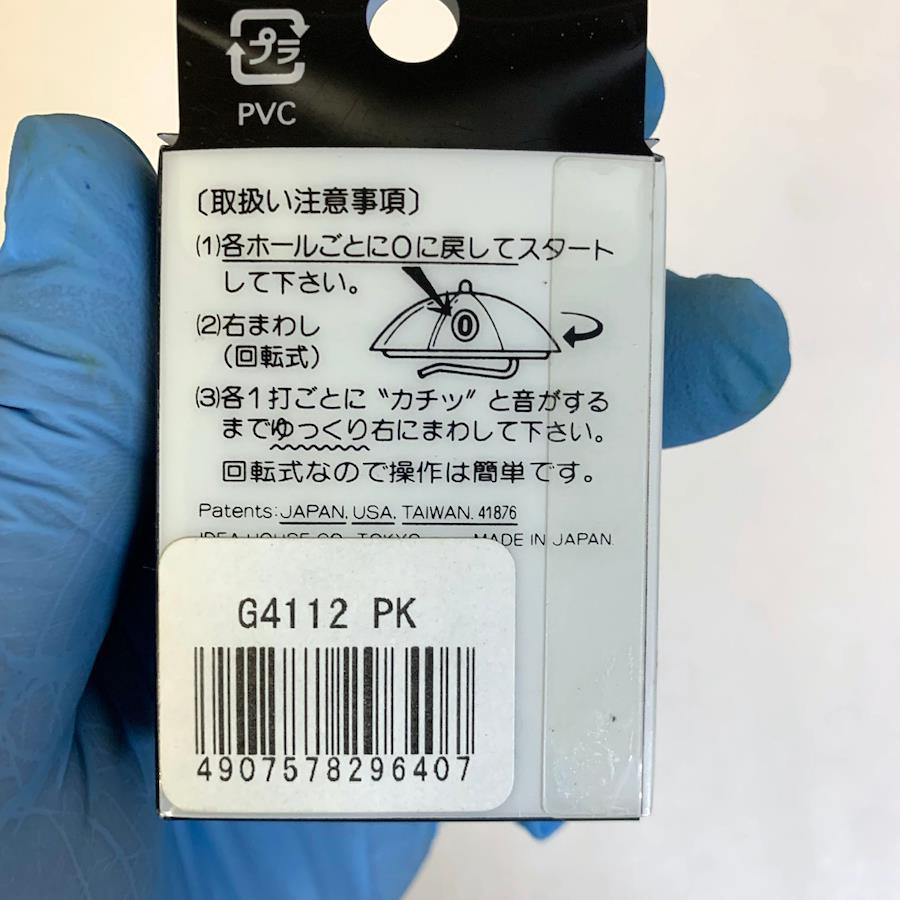 プラ
PVC
〔取扱い注意事項〕
(1)各ホールごとに0に戻してスタート
して下さい。
0
(2)右まわし
(回転式)
(3)各1打ごとに〝カチッ〟と音がする
までゆっくり右にまわして下さい。
回転式なので操作は簡単です。
Patents: JAPAN, USA, TAIWAN. 41876
IDEA HOUSE CO. TOKYO MADE IN JAPAN.
G4112 PK
4907578296407